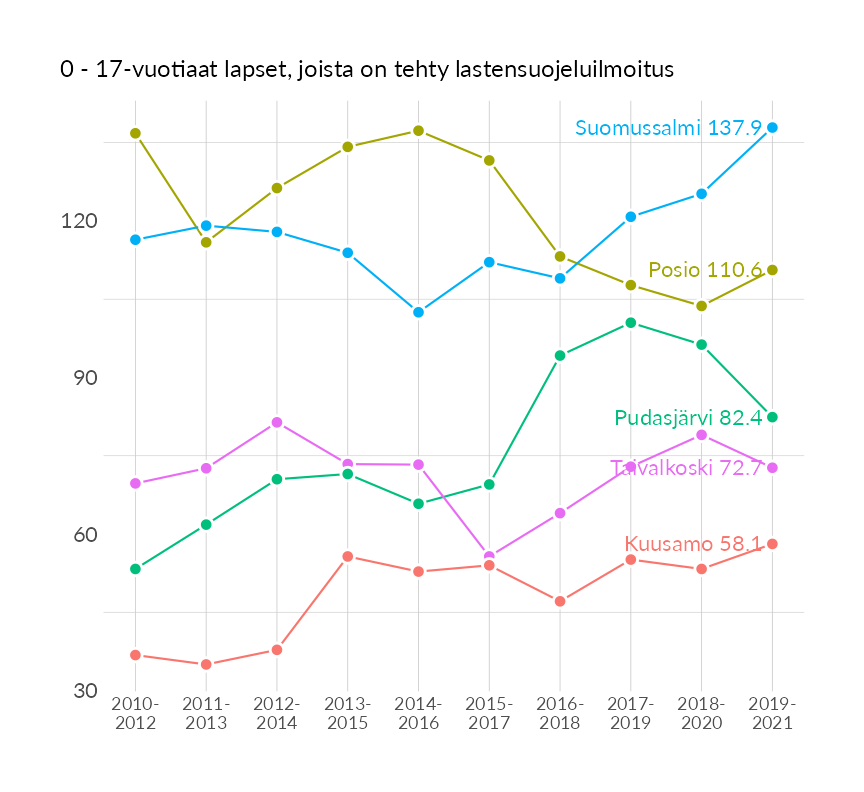 0 - 17-vuotiaat lapset, joista on tehty lastensuojeluilmoitus
Suomussalmi 137.9
120
Posio 110.6
90
Pudasjärvi 82.4
Taivalkoski 72.7
60
Kuusamo 58.1
30
2010- 2011- 2012- 2013- 2014- 2015- 2016- 2017- 2018- 2019-
2012 2013 2014 2015 2016 2017 2018 2019 2020 2021